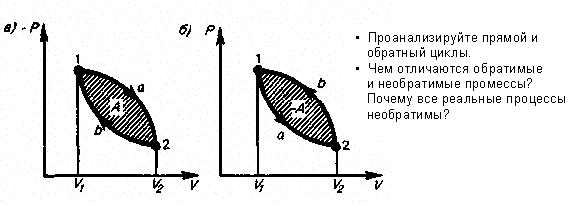 а) - P
1
a
A
b
2
V₁
V₂
V
б) P
1
b
-A
a
2
V₁
V₂
V
• Проанализируйте прямой и
обратный циклы.
• Чем отличаются обратимые
и необратимые промессы?
Почему все реальные процессы
необратимы?